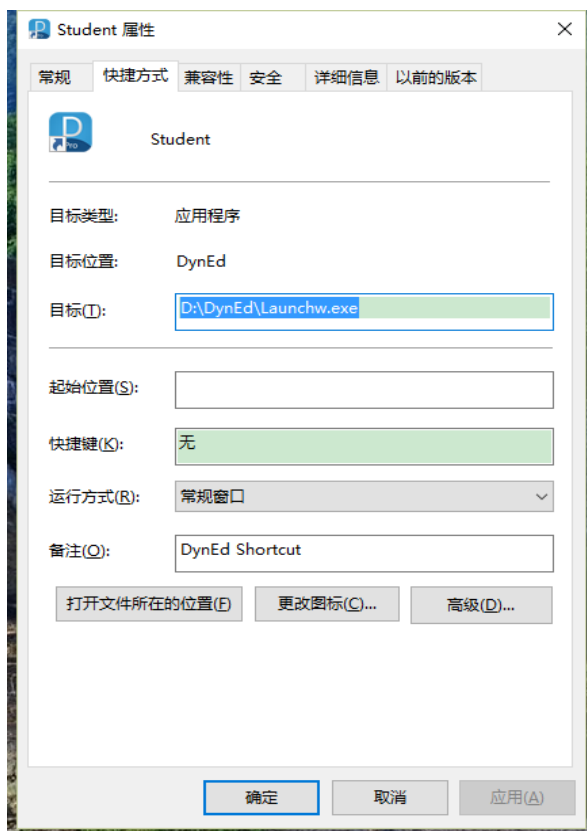 Student 属性
常规 快捷方式 兼容性 安全 详细信息 以前的版本
P
Pro
Student
目标类型: 应用程序
目标位置: DynEd
目标(T): D:\DynEd\Launchw.exe
起始位置(S):
快捷键(K): 无
运行方式(R): 常规窗口
备注(O): DynEd Shortcut
打开文件所在的位置(F) 更改图标(C)... 高级(D)...
确定 取消 应用(A)